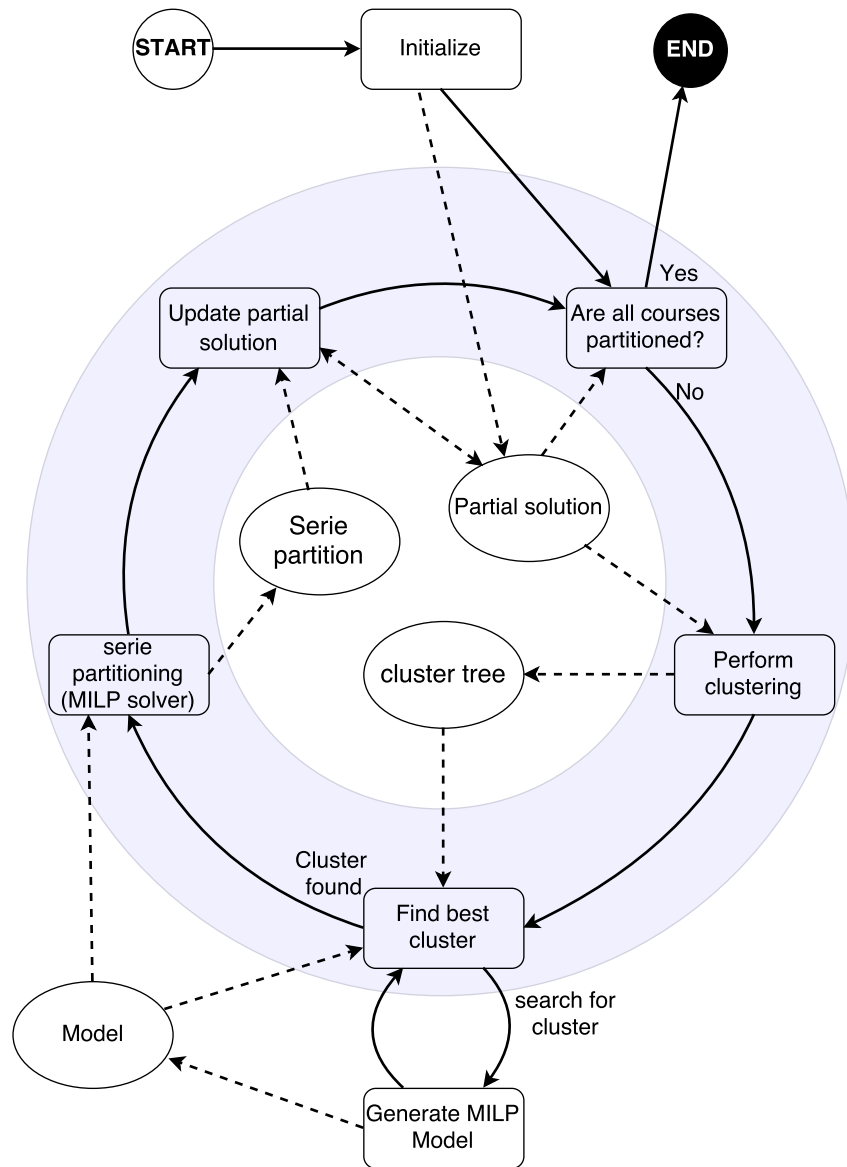 START
Initialize
END
Yes
Update partial
solution
Are all courses
partitioned?
No
Partial solution
Serie
partition
serie
partitioning
(MILP solver)
cluster tree
Perform
clustering
Cluster
found
Find best
cluster
search for
cluster
Model
Generate MILP
Model